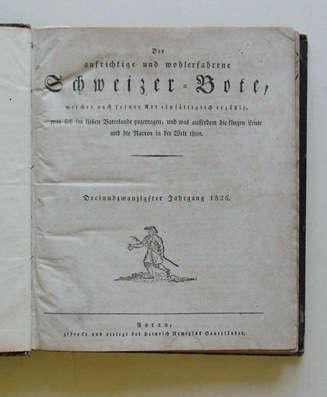 Der
aufrichtige und wohlerfahrene
Schweizer-Bote,
welcher nach seiner Art einfältiglich erzählt,
was sich im lieben Vaterlande zugetragen, und was ausserdem die klugen Leute
und die Narren in der Welt thun.
Dreiundzwanzigster Jahrgang 1826.
Aarau,
gedruckt und verlegt bei Heinrich Remigius Sauerländer.